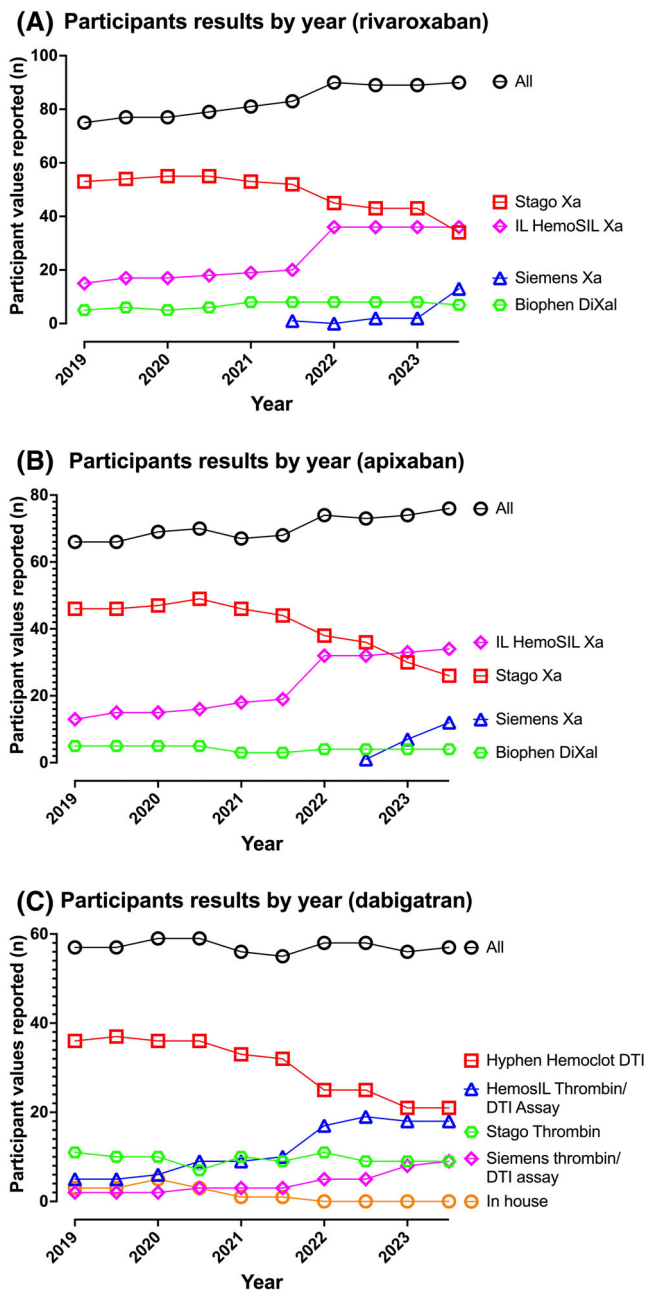 (A) Participants results by year (rivaroxaban)
Participant values reported (n)
100
80
60
40
20
0
All
Stago Xa
IL HemoSIL Xa
Siemens Xa
Biophen DiXal
2019
2020
2021
2022
2023
Year
(B) Participants results by year (apixaban)
Participant values reported (n)
80
60
40
20
0
All
IL HemoSIL Xa
Stago Xa
Siemens Xa
Biophen DiXal
2019
2020
2021
2022
2023
Year
(C) Participants results by year (dabigatran)
Participant values reported (n)
60
40
20
0
All
Hyphen Hemoclot DTI
HemosIL Thrombin/
DTI Assay
Stago Thrombin
Siemens thrombin/
DTI assay
In house
2019
2020
2021
2022
2023
Year